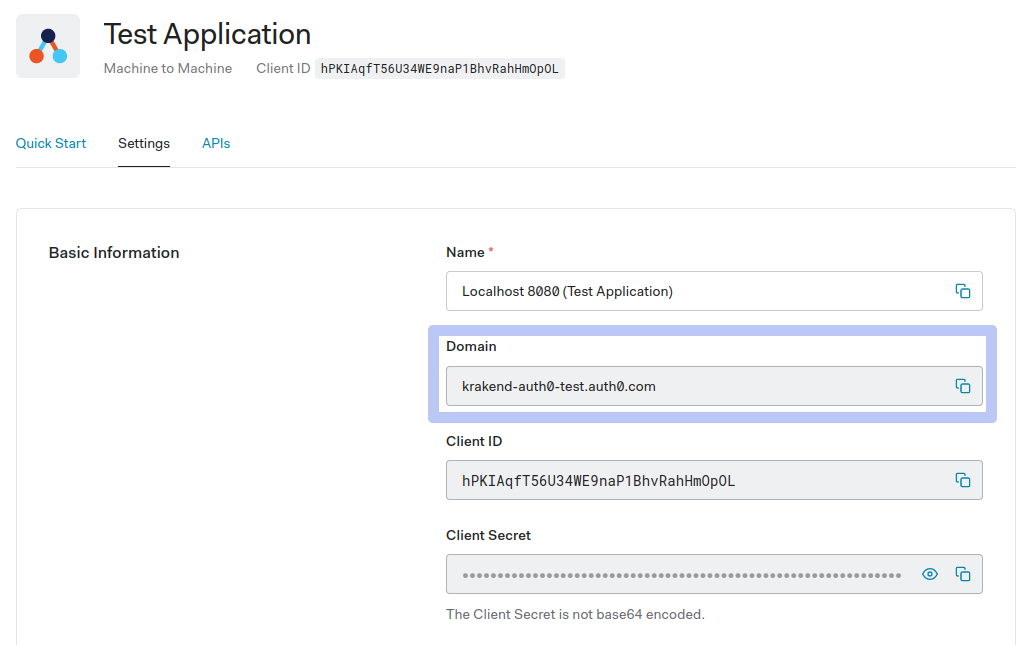 Test Application
Machine to Machine Client ID hPKIAqfT56U34WE9naP1BhvRahHmOpOL
Quick Start Settings APIs
Basic Information
Name *
Localhost 8080 (Test Application)
Domain
krakend-auth0-test.auth0.com
Client ID
hPKIAqfT56U34WE9naP1BhvRahHmOpOL
Client Secret
The Client Secret is not base64 encoded.